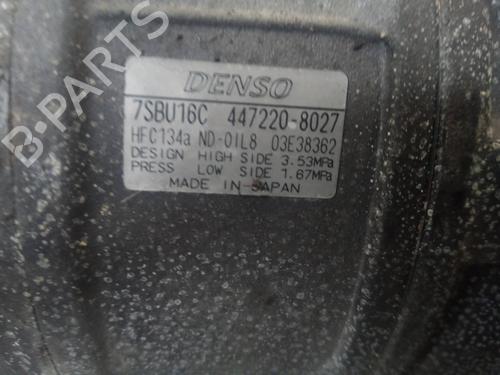 B-PARTS
DENSO
7SBU16C 447220-8027
HFC134a ND-OIL8 03E38362
DESIGN HIGH SIDE 3.53MPa
PRESS LOW SIDE 1.67MPa
MADE IN JAPAN